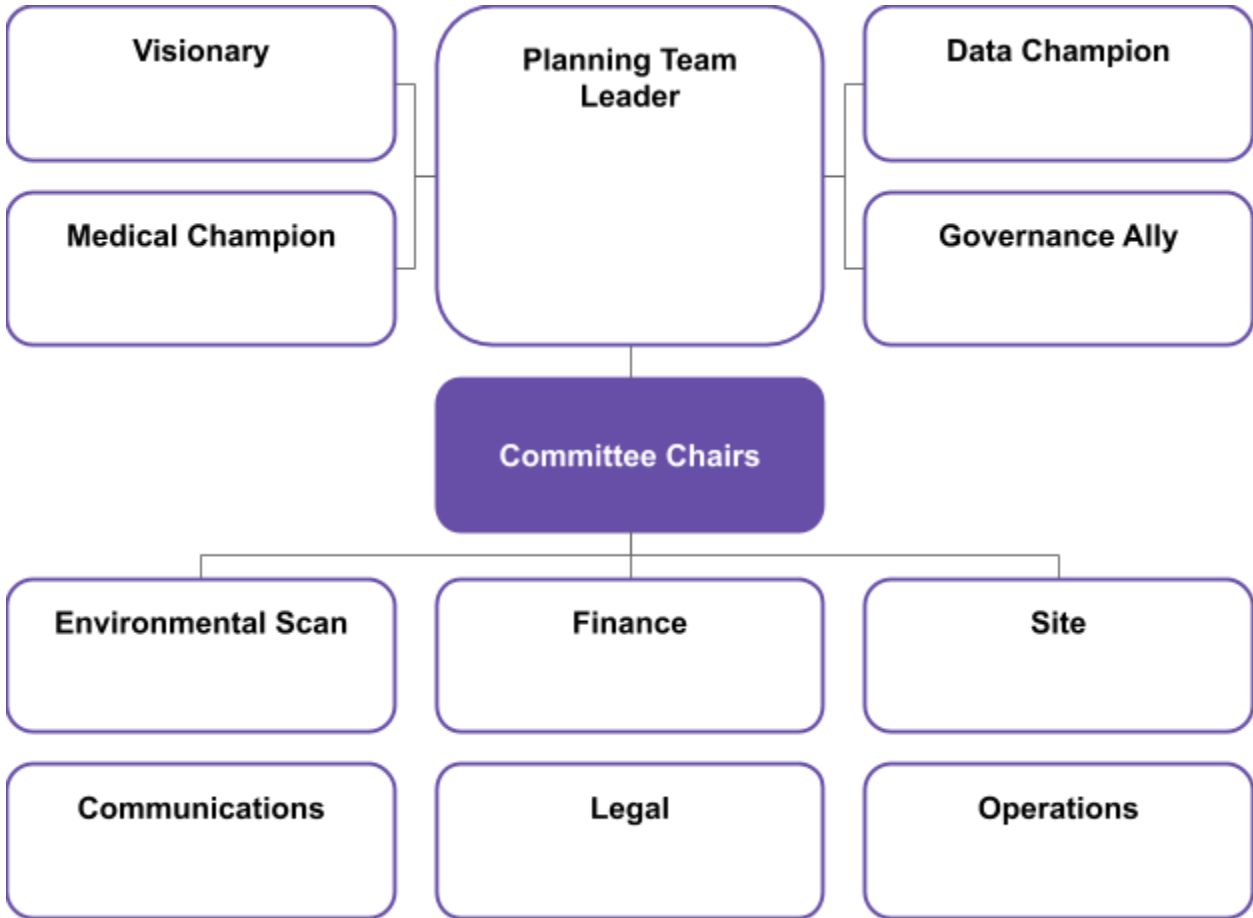 Visionary
Planning Team
Leader
Data Champion
Medical Champion
Governance Ally
Committee Chairs
Environmental Scan
Finance
Site
Communications
Legal
Operations